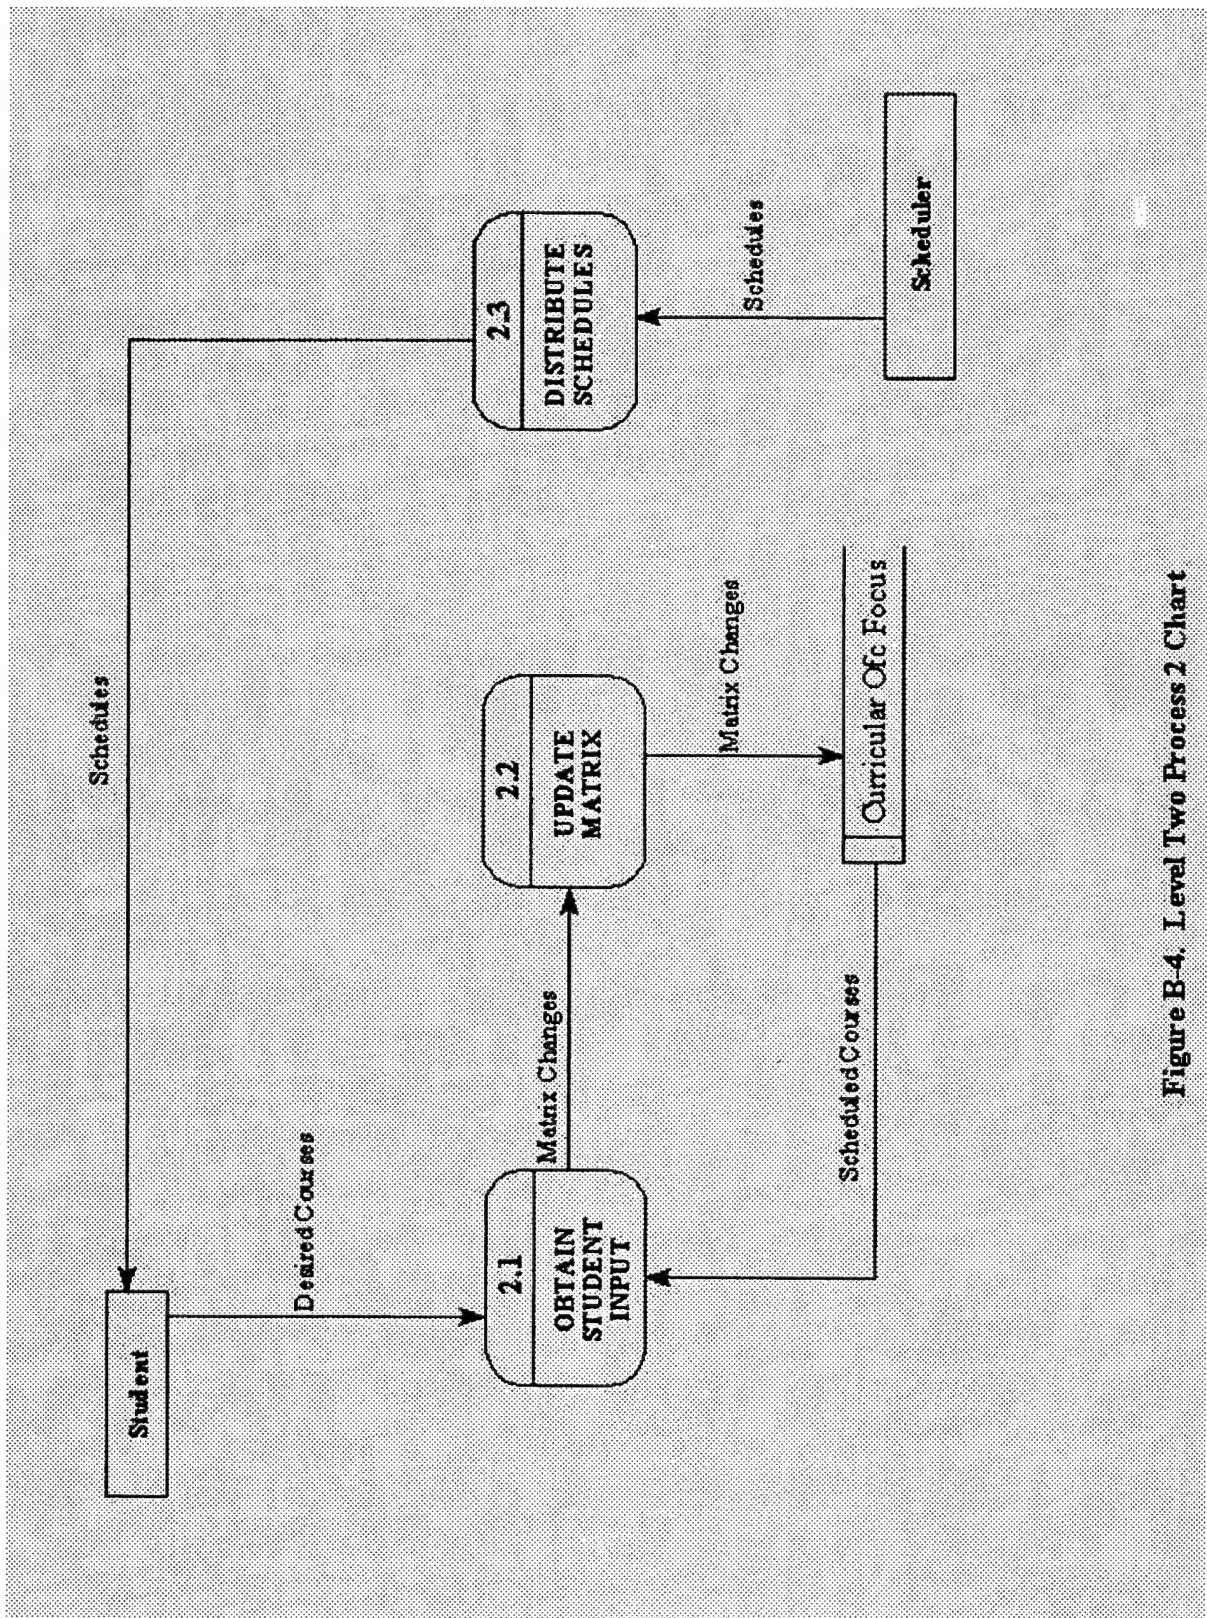 Schedules
Student
Desired Courses
2.1
OBTAIN
STUDENT
INPUT
Matrix Changes
2.2
UPDATE
MATRIX
2.3
DISTRIBUTE
SCHEDULES
Matrix Changes
Schedules
Scheduled Courses
Curricular Ofc Focus
Scheduler
Figure B-4. Level Two Process 2 Chart